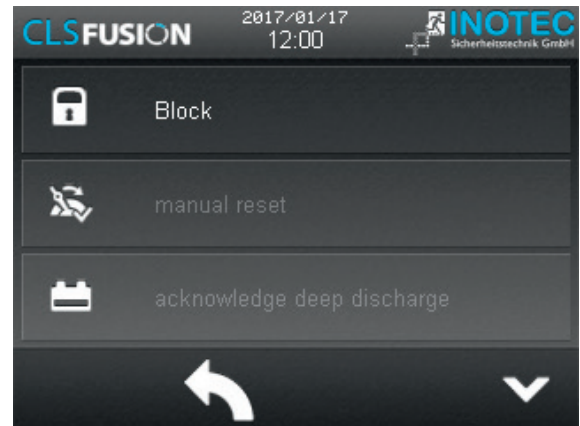 CLSFUSION
2017/01/17
12:00
INOTEC
Sicherheitstechnik GmbH
Block
manual reset
acknowledge deep discharge